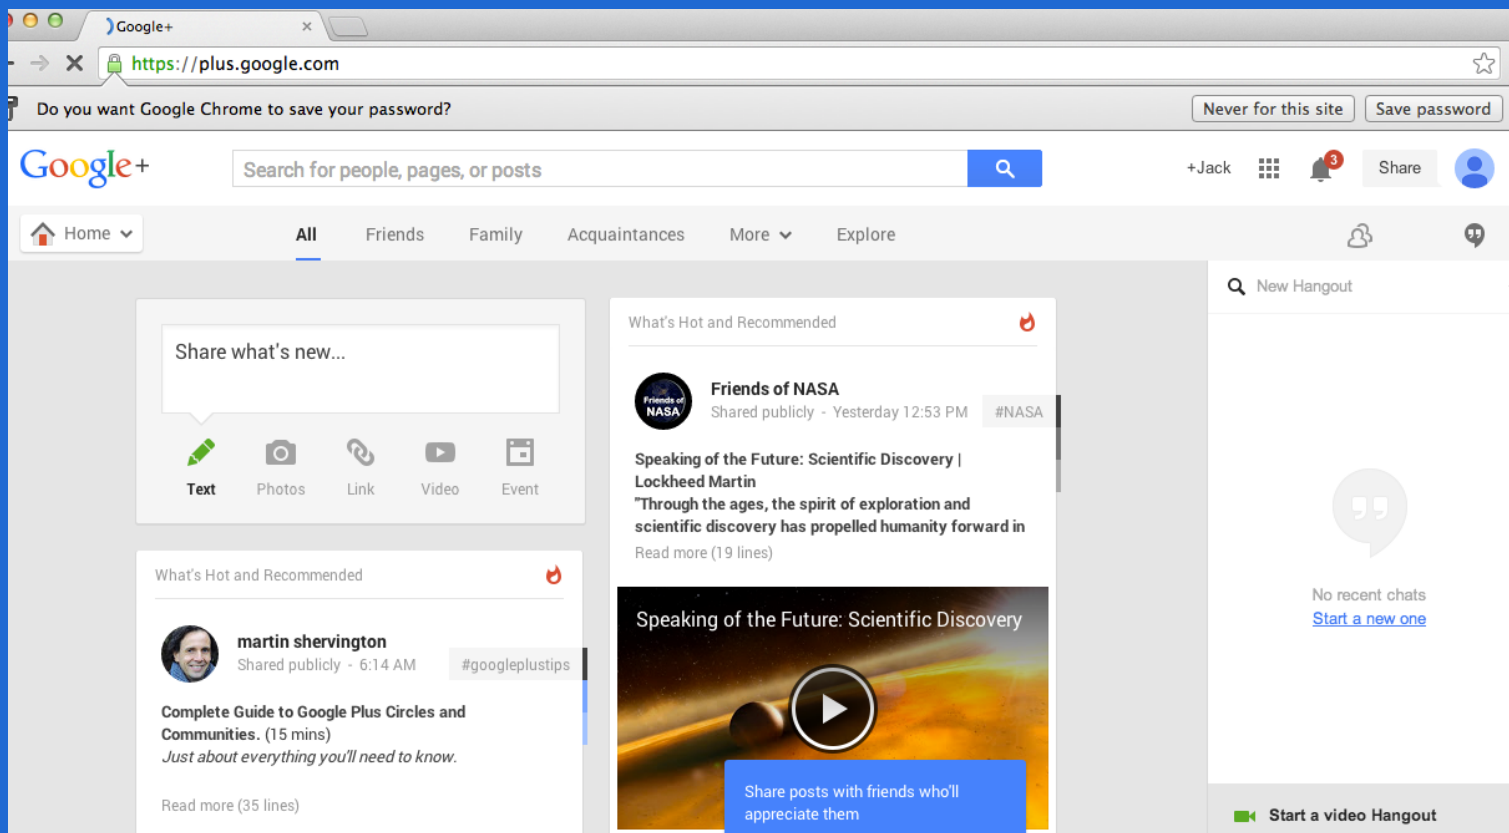 Google+
https://plus.google.com
Do you want Google Chrome to save your password?
Never for this site
Save password
Google+
Search for people, pages, or posts
+Jack
3
Share
Home
All
Friends
Family
Acquaintances
More
Explore
Share what's new...
Text
Photos
Link
Video
Event
What's Hot and Recommended
martin shervington
Shared publicly - 6:14 AM
#googleplustips
Complete Guide to Google Plus Circles and
Communities. (15 mins)
Just about everything you'll need to know.
Read more (35 lines)
What's Hot and Recommended
Friends of
NASA
Friends of NASA
Shared publicly - Yesterday 12:53 PM
#NASA
Speaking of the Future: Scientific Discovery |
Lockheed Martin
"Through the ages, the spirit of exploration and
scientific discovery has propelled humanity forward in
Read more (19 lines)
Speaking of the Future: Scientific Discovery
Share posts with friends who'll
appreciate them
New Hangout
No recent chats
Start a new one
Start a video Hangout